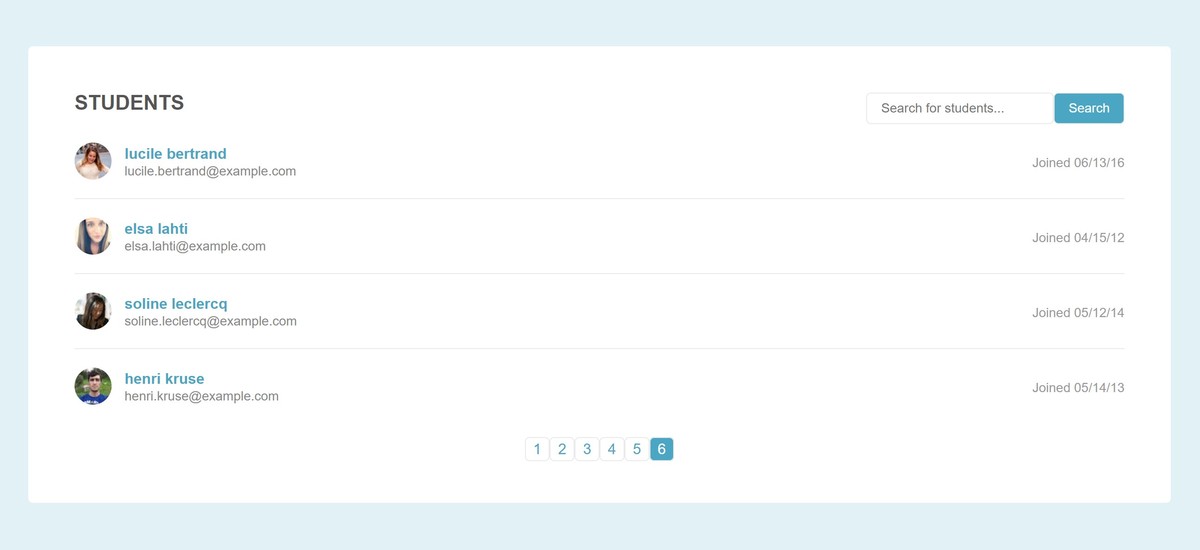 STUDENTS
Search for students... Search
lucile bertrand
lucile.bertrand@example.com
Joined 06/13/16
elsa lahti
elsa.lahti@example.com
Joined 04/15/12
soline leclercq
soline.leclercq@example.com
Joined 05/12/14
henri kruse
henri.kruse@example.com
Joined 05/14/13
1 2 3 4 5 6